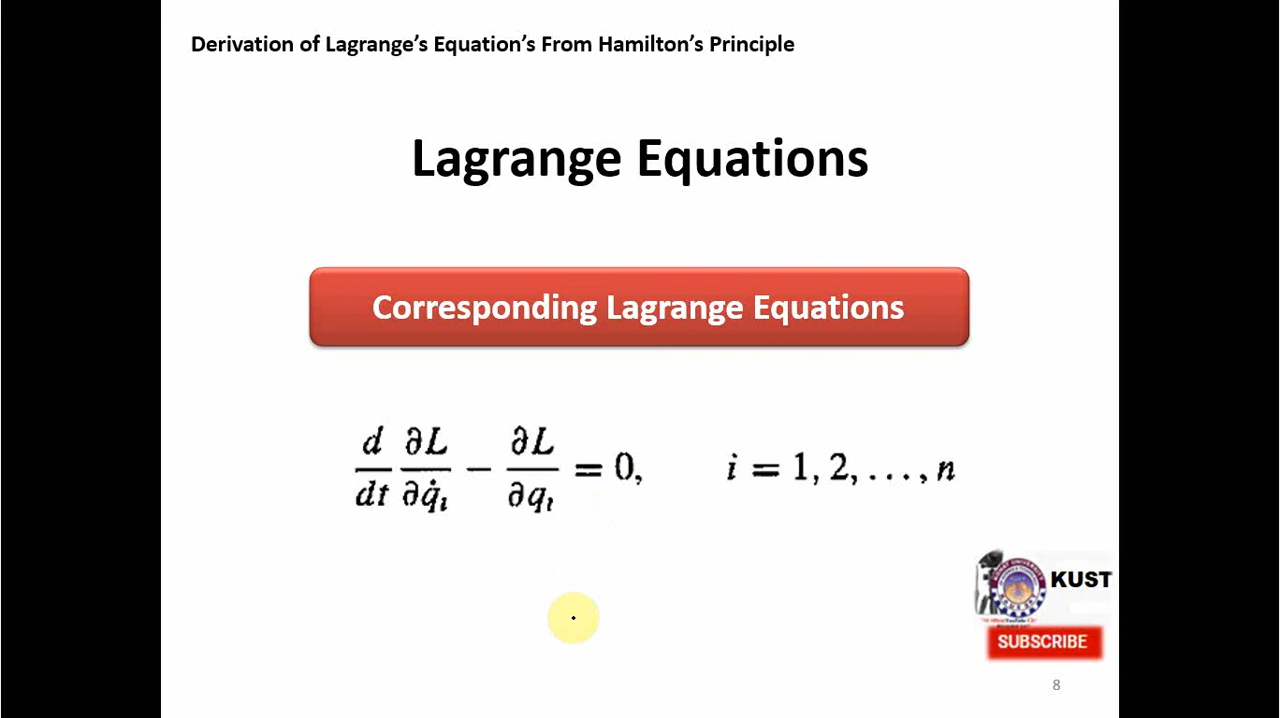 Derivation of Lagrange’s Equation’s From Hamilton’s Principle
Lagrange Equations
Corresponding Lagrange Equations
d/dt ∂L/∂q̇ᵢ − ∂L/∂qᵢ = 0, i = 1, 2, . . . , n
KUST
SUBSCRIBE
8